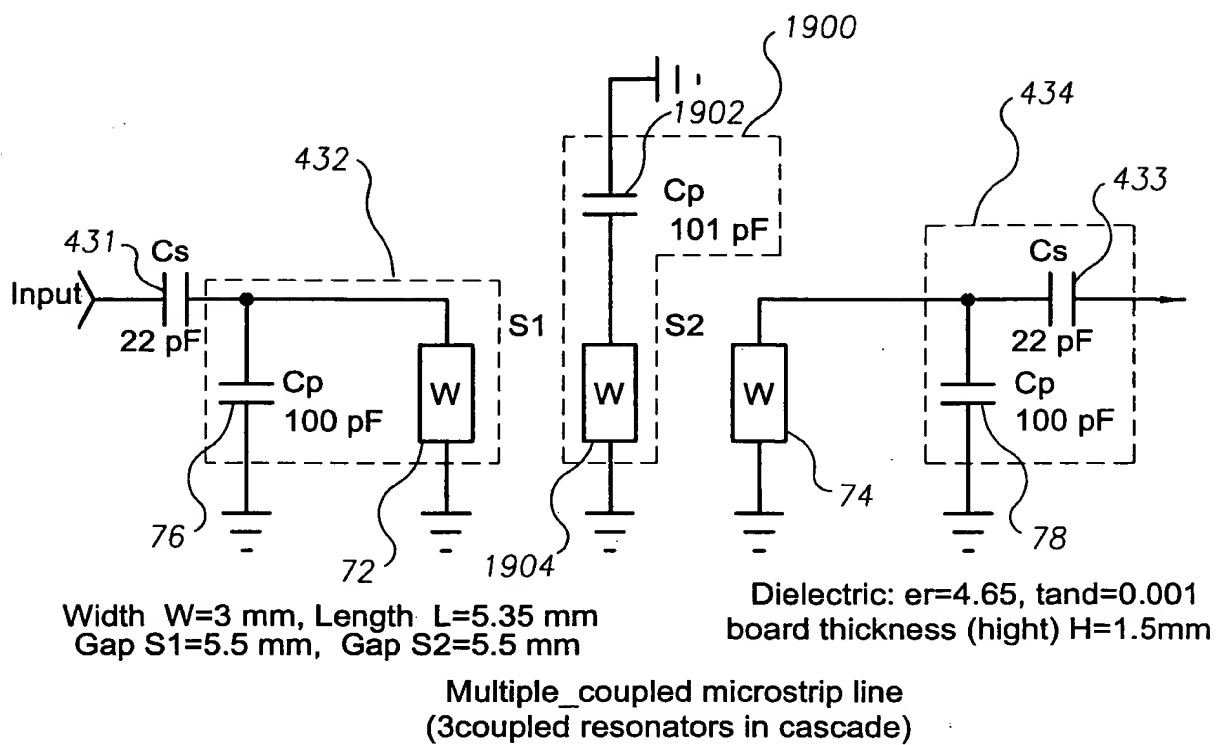 1900
1902
434
432
433
Cp
101 pF
431
Cs
Cs
Input
S1
S2
22 pF
22 pF
Cp
100 pF
W
W
W
Cp
100 pF
76
72
1904
74
78
Width W=3 mm, Length L=5.35 mm
Gap S1=5.5 mm, Gap S2=5.5 mm
Dielectric: er=4.65, tand=0.001
board thickness (hight) H=1.5mm
Multiple_coupled microstrip line
(3coupled resonators in cascade)